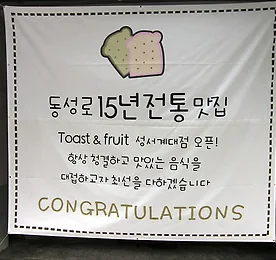 동성로 15년전통 맛집
Toast & fruit 성서계대점 오픈!
항상 청결하고 맛있는 음식을
대접하고자 최선을 다하겠습니다
CONGRATULATIONS